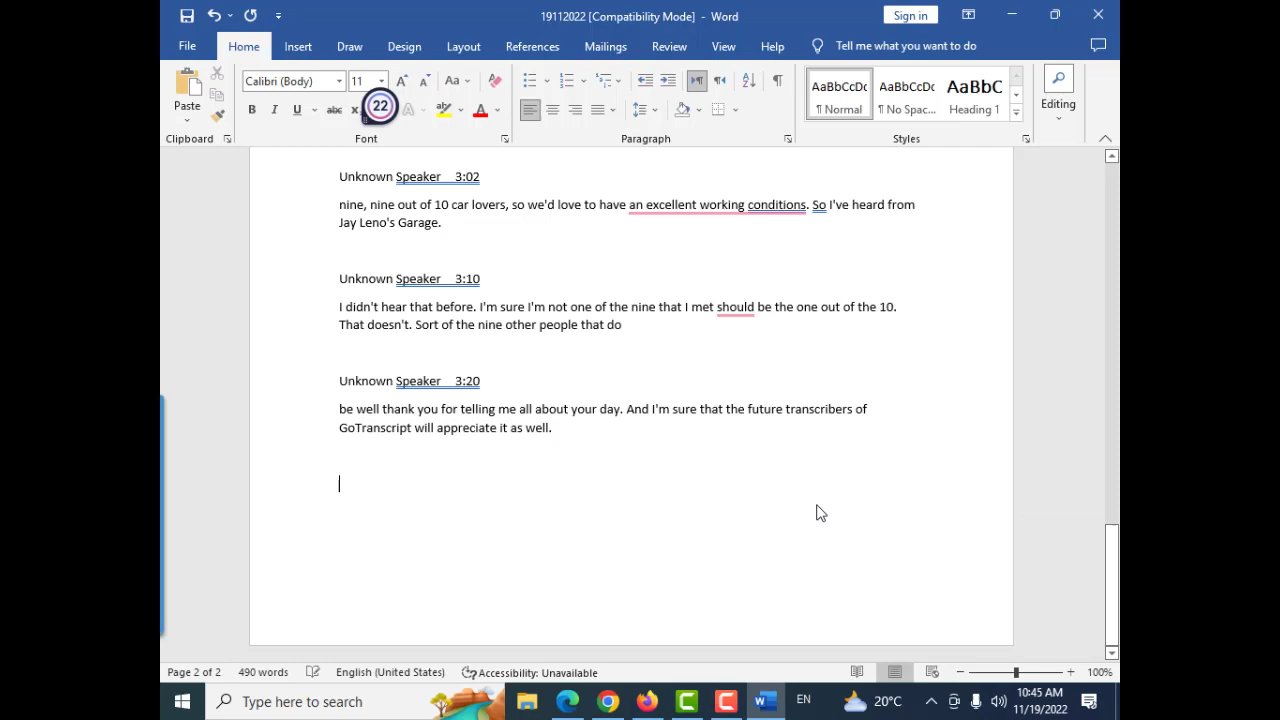 19112022 [Compatibility Mode] - Word
Sign in
File Home Insert Draw Design Layout References Mailings Review View Help Tell me what you want to do
Paste
Calibri (Body) 11
22
AaBbCcDc AaBbCcDc AaBbC
¶ Normal ¶ No Spac... Heading 1
Editing
Clipboard Font Paragraph Styles
Unknown Speaker 3:02
nine, nine out of 10 car lovers, so we'd love to have an excellent working conditions. So I've heard from
Jay Leno's Garage.
Unknown Speaker 3:10
I didn't hear that before. I'm sure I'm not one of the nine that I met should be the one out of the 10.
That doesn't. Sort of the nine other people that do
Unknown Speaker 3:20
be well thank you for telling me all about your day. And I'm sure that the future transcribers of
GoTranscript will appreciate it as well.
Page 2 of 2 490 words English (United States) Accessibility: Unavailable 100%
Type here to search EN 20°C 10:45 AM
11/19/2022